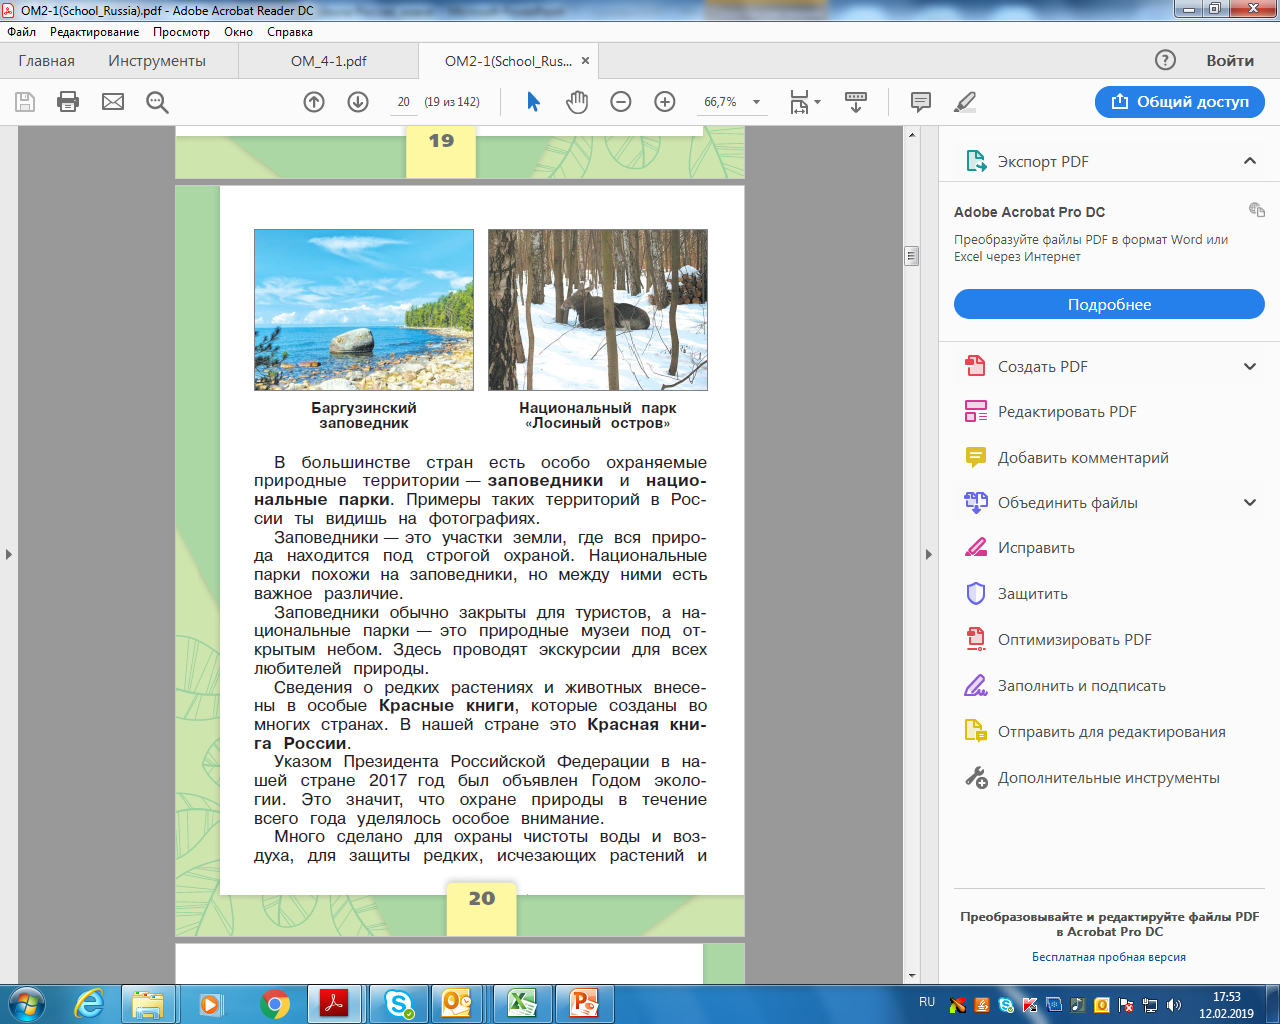 OM2-1(School_Russia).pdf - Adobe Acrobat Reader DC
Файл Редактирование Просмотр Окно Справка
Главная Инструменты OM_4-1.pdf OM2-1(School_Rus... × Войти
20 (19 из 142) 66,7% Общий доступ
19
Баргузинский
заповедник
Национальный парк
«Лосиный остров»
В большинстве стран есть особо охраняемые
природные территории — заповедники и нацио-
нальные парки. Примеры таких территорий в Рос-
сии ты видишь на фотографиях.
Заповедники — это участки земли, где вся приро-
да находится под строгой охраной. Национальные
парки похожи на заповедники, но между ними есть
важное различие.
Заповедники обычно закрыты для туристов, а на-
циональные парки — это природные музеи под от-
крытым небом. Здесь проводят экскурсии для всех
любителей природы.
Сведения о редких растениях и животных внесе-
ны в особые Красные книги, которые созданы во
многих странах. В нашей стране это Красная кни-
га России.
Указом Президента Российской Федерации в на-
шей стране 2017 год был объявлен Годом эколо-
гии. Это значит, что охране природы в течение
всего года уделялось особое внимание.
Много сделано для охраны чистоты воды и воз-
духа, для защиты редких, исчезающих растений и
20
Экспорт PDF
Adobe Acrobat Pro DC
Преобразуйте файлы PDF в формат Word или
Excel через Интернет
Подробнее
Создать PDF
Редактировать PDF
Добавить комментарий
Объединить файлы
Исправить
Защитить
Оптимизировать PDF
Заполнить и подписать
Отправить для редактирования
Дополнительные инструменты
Преобразовывайте и редактируйте файлы PDF
в Acrobat Pro DC
Бесплатная пробная версия
RU
17:53
12.02.2019